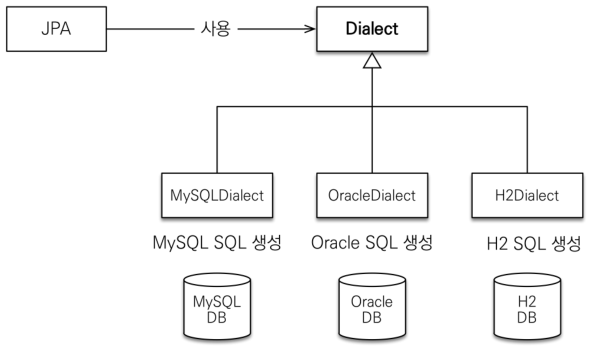 JPA
사용
Dialect
MySQLDialect
OracleDialect
H2Dialect
MySQL SQL 생성
Oracle SQL 생성
H2 SQL 생성
MySQL
DB
Oracle
DB
H2
DB